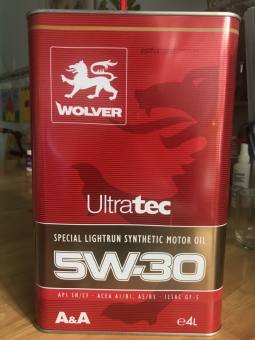 WOLVER
Ultratec
SPECIAL LIGHTRUN SYNTHETIC MOTOR OIL
5W-30
API SN/CF · ACEA A1/B1, A5/B5 · ILSAC GF-5
A&A
℮4L